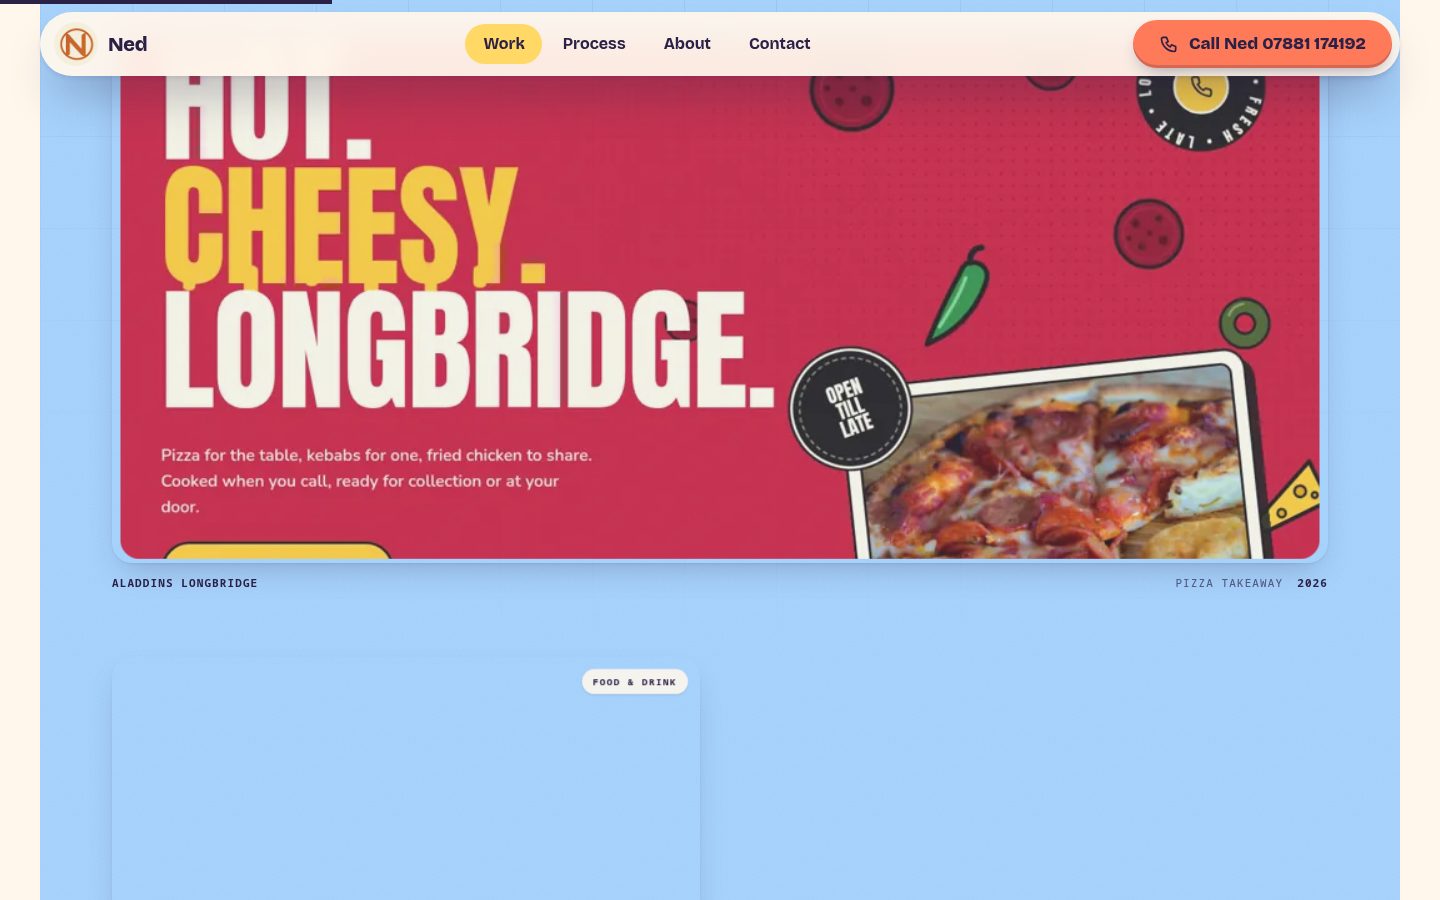 Ned
Work
Process
About
Contact
Call Ned 07881 174192
HOT.
CHEESY.
LONGBRIDGE.
• FRESH • LATE •
OPEN
TILL
LATE
Pizza for the table, kebabs for one, fried chicken to share.
Cooked when you call, ready for collection or at your
door.
ALADDINS LONGBRIDGE
PIZZA TAKEAWAY 2026
FOOD & DRINK